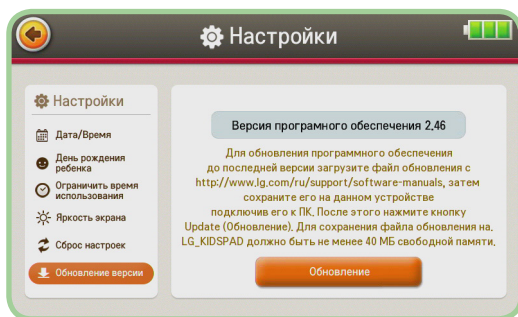 Настройки
Настройки
Дата/Время
День рождения
ребенка
Ограничить время
использования
Яркость экрана
Сброс настроек
Обновление версии
Версия програмного обеспечения 2,46
Для обновления программного обеспечения
до последней версии загрузите файл обновления с
http://www.lg.com/ru/support/software-manuals, затем
сохраните его на данном устройстве
подключив его к ПК. После этого нажмите кнопку
Update (Обновление). Для сохранения файла обновления на.
LG_KIDSPAD должно быть не менее 40 МБ свободной памяти.
Обновление